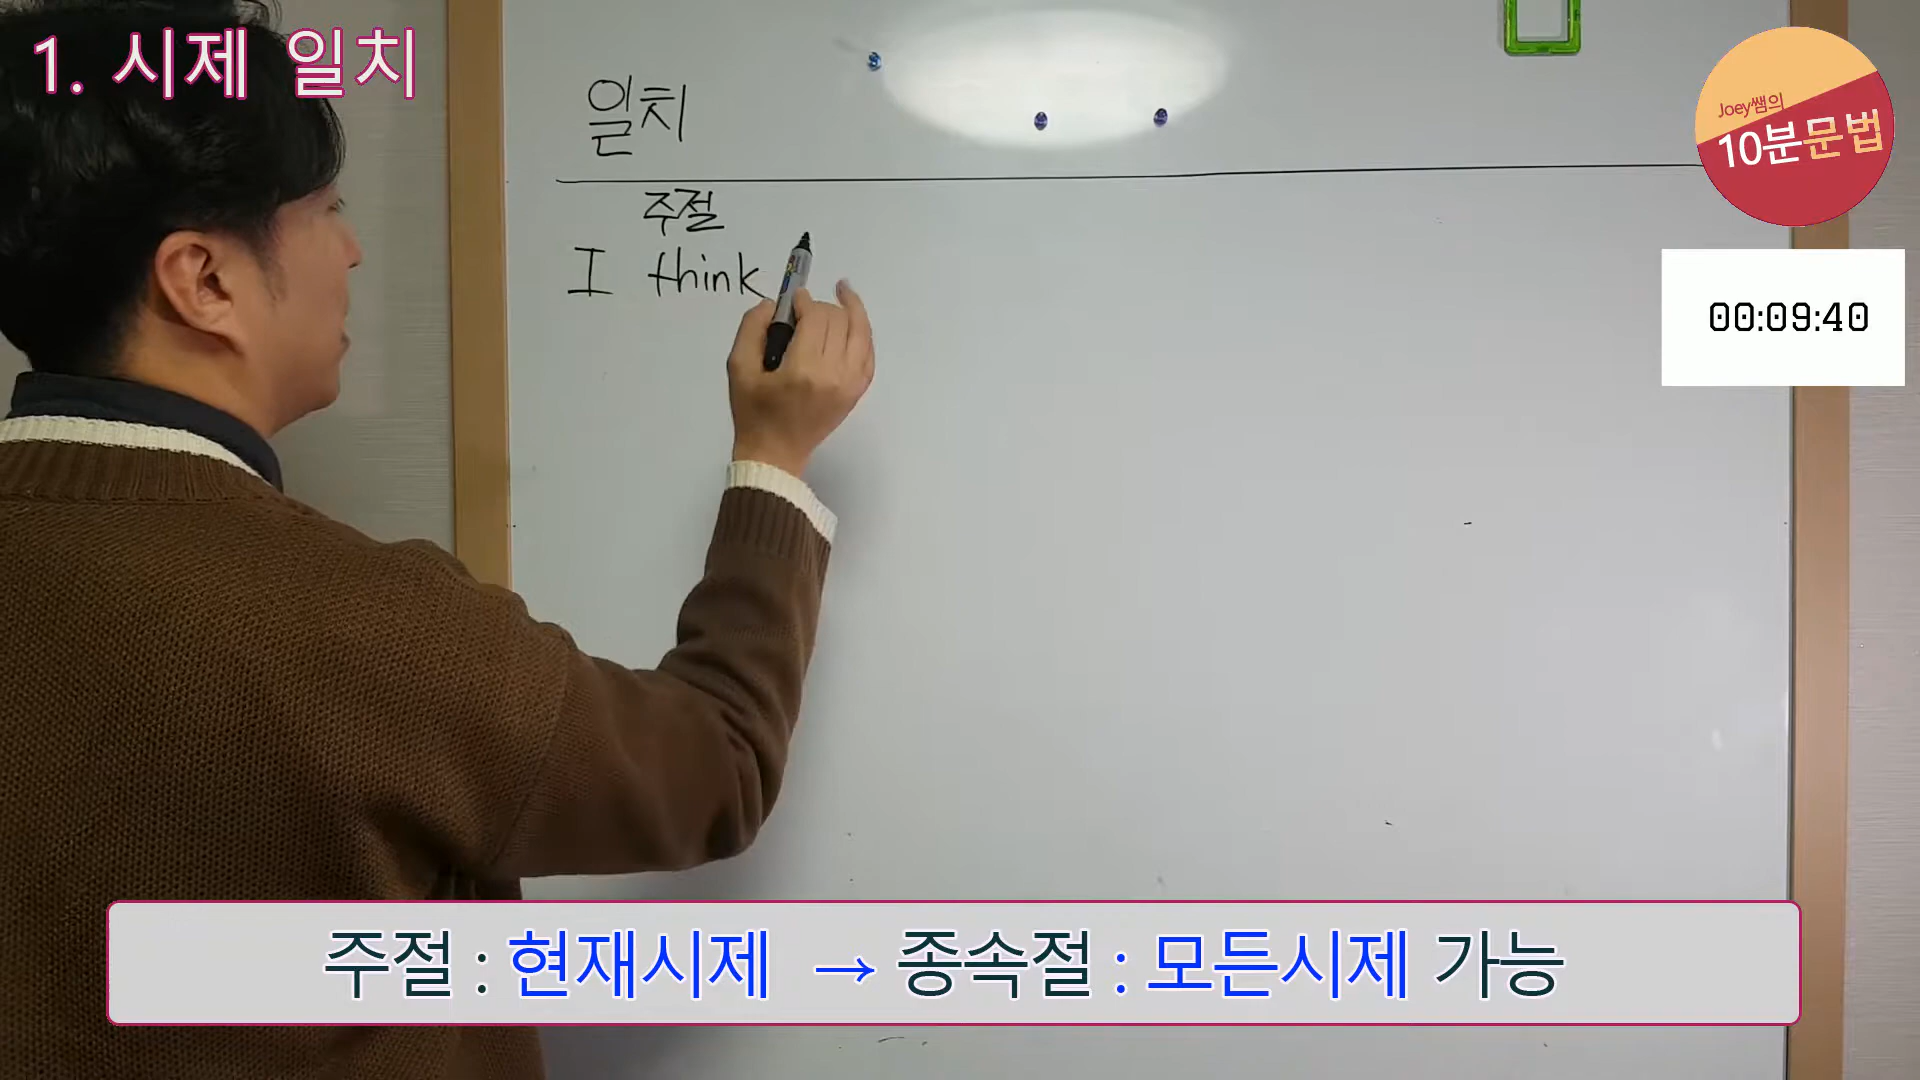 1. 시제 일치
일치
Joey쌤의
10분문법
주절
I think
00:09:40
주절 : 현재시제 → 종속절 : 모든시제 가능